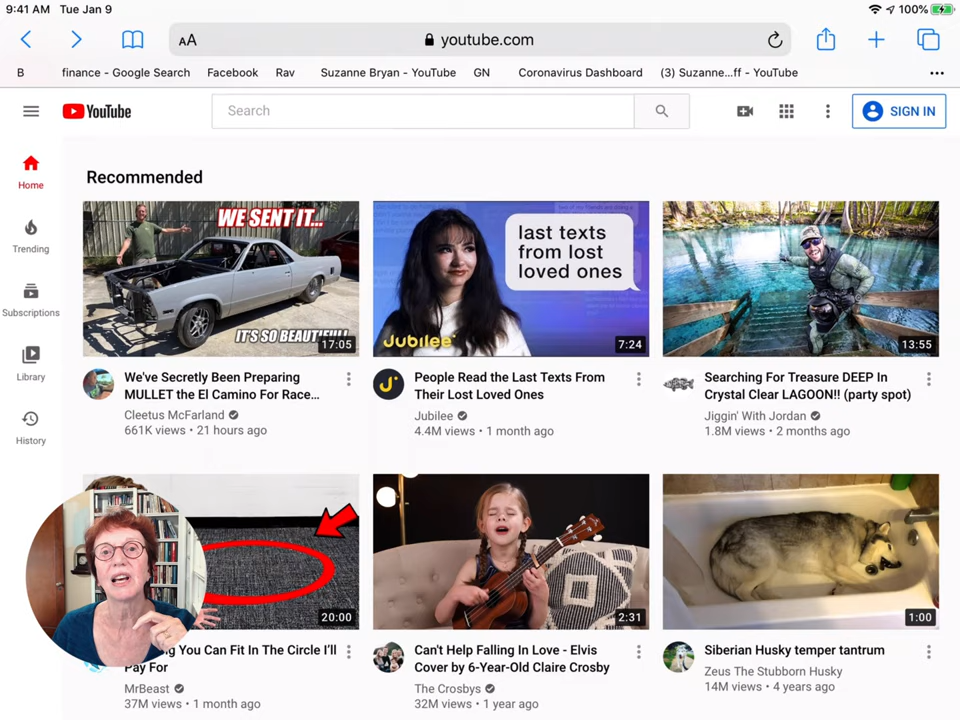 9:41 AM Tue Jan 9 100%
AA youtube.com
B finance - Google Search Facebook Rav Suzanne Bryan - YouTube GN Coronavirus Dashboard (3) Suzanne...ff - YouTube
YouTube Search SIGN IN
Home
Trending
Subscriptions
Library
History
Recommended
WE SENT IT...
IT'S SO BEAUTIFUL!
17:05
We've Secretly Been Preparing
MULLET the El Camino For Race...
Cleetus McFarland
661K views • 21 hours ago
last texts
from lost
loved ones
Jubilee
7:24
People Read the Last Texts From
Their Lost Loved Ones
Jubilee
4.4M views • 1 month ago
13:55
Searching For Treasure DEEP In
Crystal Clear LAGOON!! (party spot)
Jiggin' With Jordan
1.8M views • 2 months ago
20:00
You Can Fit In The Circle I'll
Pay For
MrBeast
37M views • 1 month ago
2:31
Can't Help Falling In Love - Elvis
Cover by 6-Year-Old Claire Crosby
The Crosbys
32M views • 1 year ago
1:00
Siberian Husky temper tantrum
Zeus The Stubborn Husky
14M views • 4 years ago